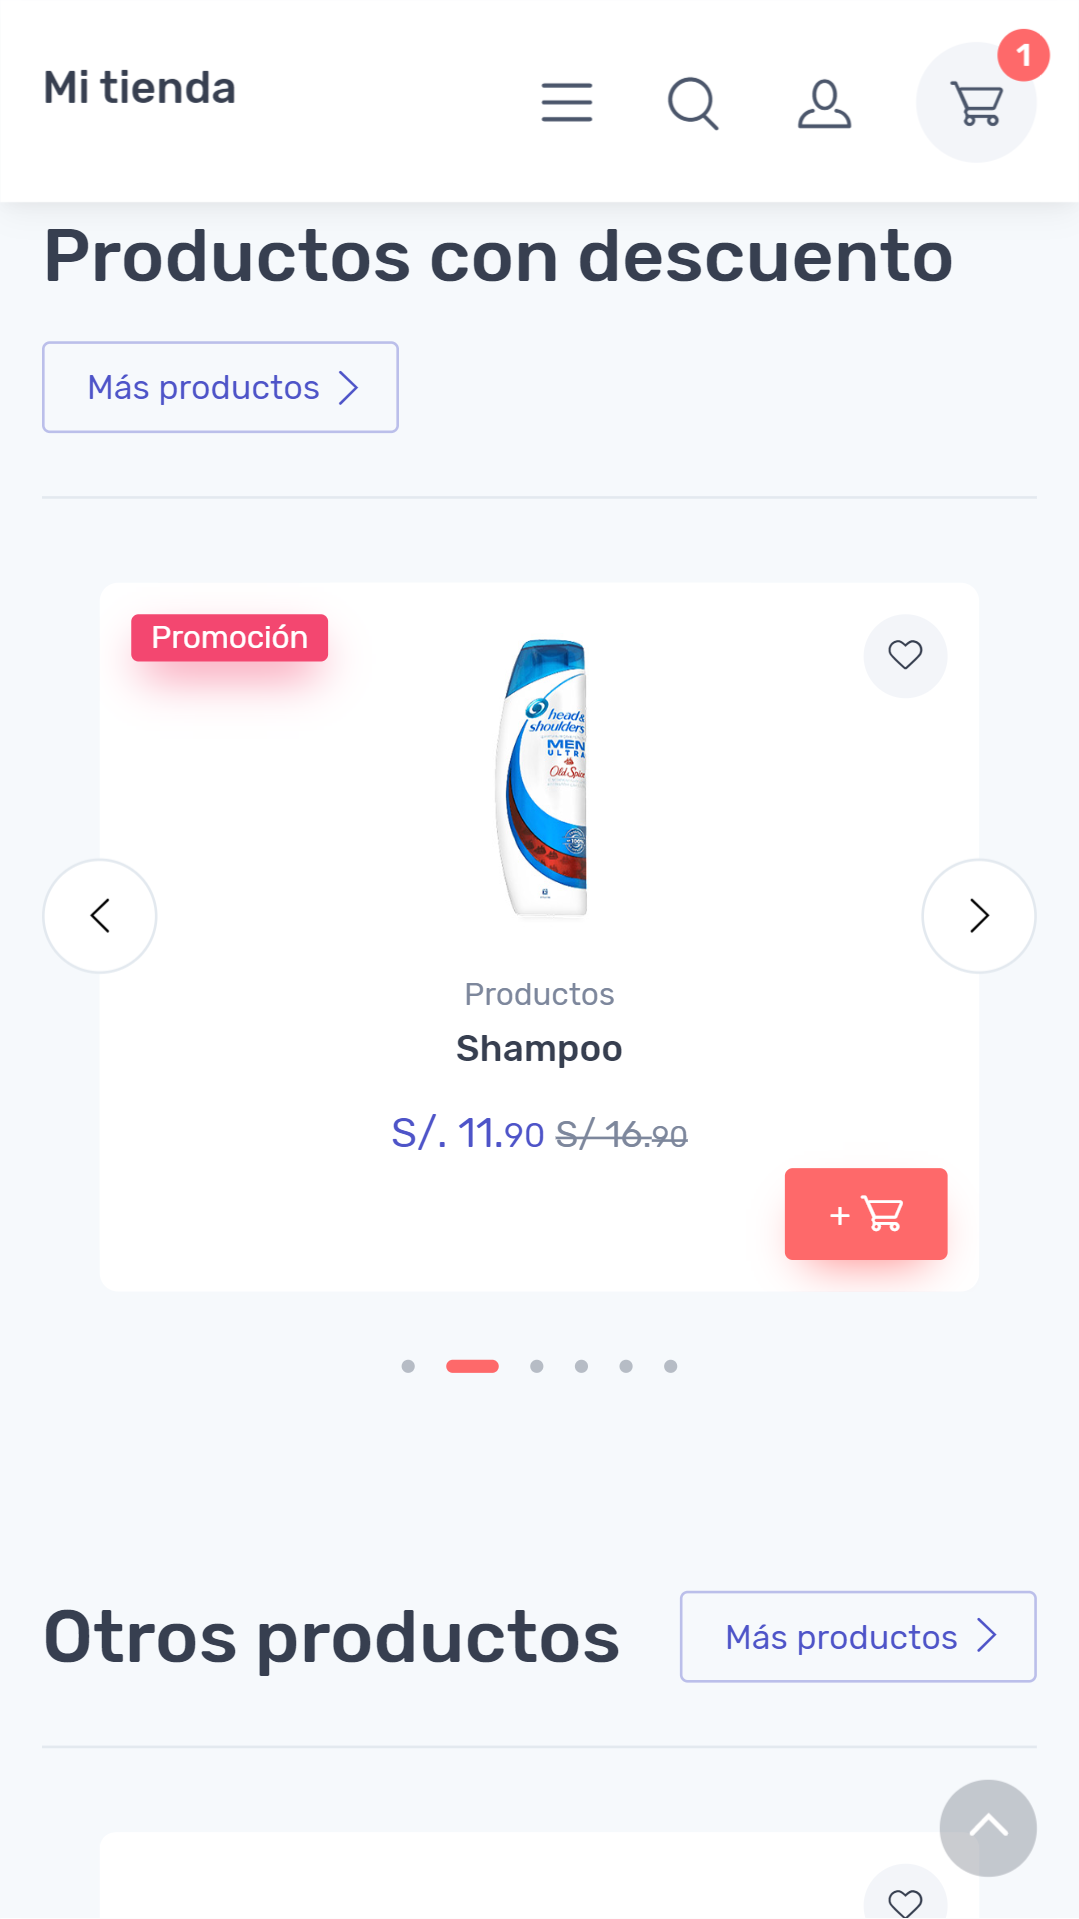 Mi tienda
1
Productos con descuento
Más productos
Promoción
head&
shoulders
MEN
ULTRA
Old Spice
Productos
Shampoo
S/. 11.90 S/ 16.90
+
Otros productos
Más productos